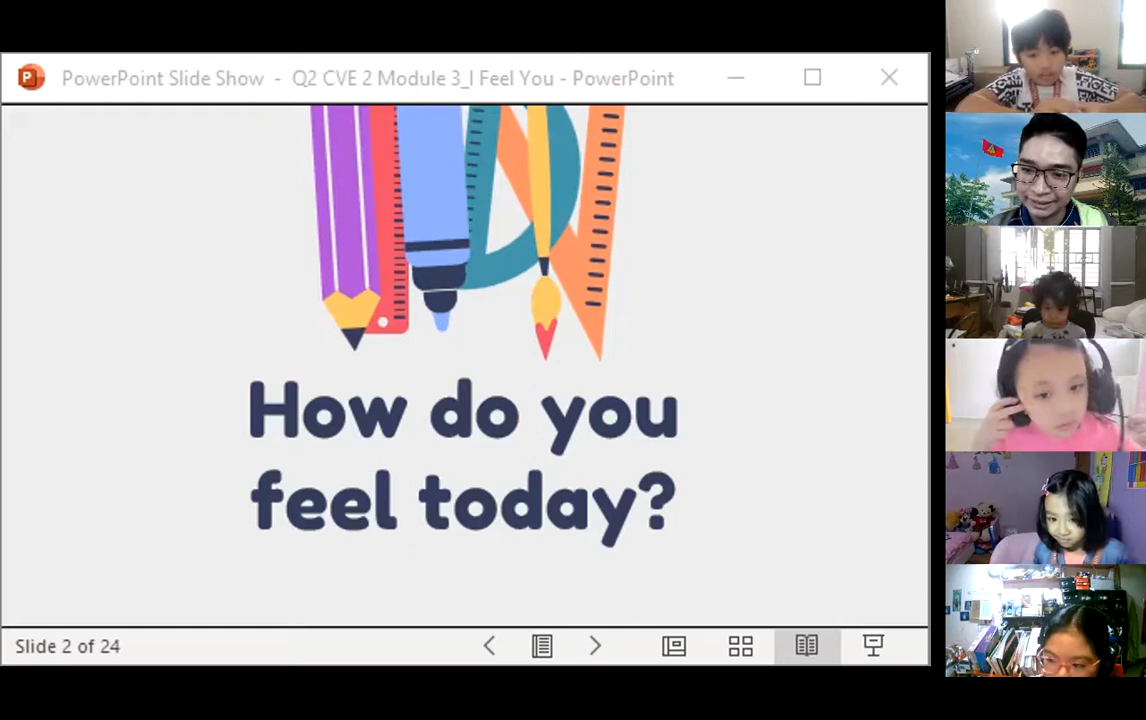 PowerPoint Slide Show - Q2 CVE 2 Module 3_I Feel You - PowerPoint
How do you
feel today?
Slide 2 of 24